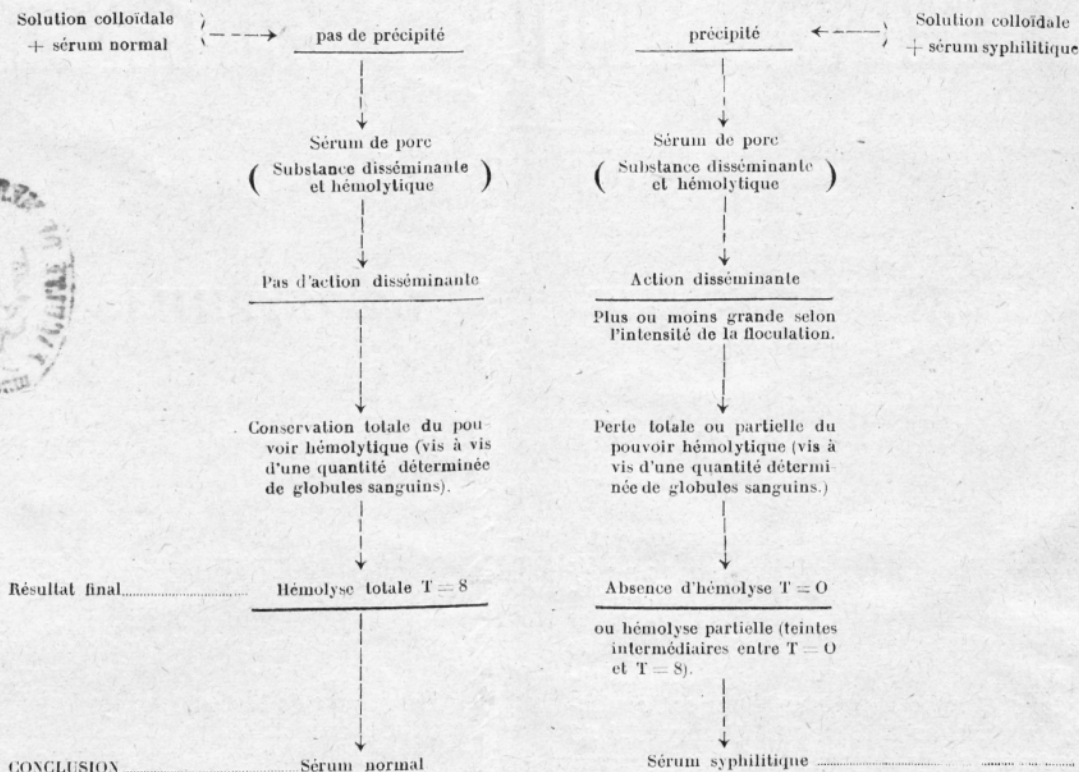 Solution colloïdale
+ sérum normal
pas de précipité
précipité
Solution colloïdale
+ sérum syphilitique
Sérum de porc
( Substance disséminante
et hémolytique )
Sérum de porc
( Substance disséminante
et hémolytique )
Pas d'action disséminante
Action disséminante
Plus ou moins grande selon
l'intensité de la floculation.
Conservation totale du pou-
voir hémolytique (vis à vis
d'une quantité déterminée
de globules sanguins).
Perte totale ou partielle du
pouvoir hémolytique (vis à
vis d'une quantité détermi-
née de globules sanguins.)
Résultat final
Hémolyse totale T = 8
Absence d'hémolyse T = O
ou hémolyse partielle (teintes
intermédiaires entre T = O
et T = 8).
CONCLUSION
Sérum normal
Sérum syphilitique